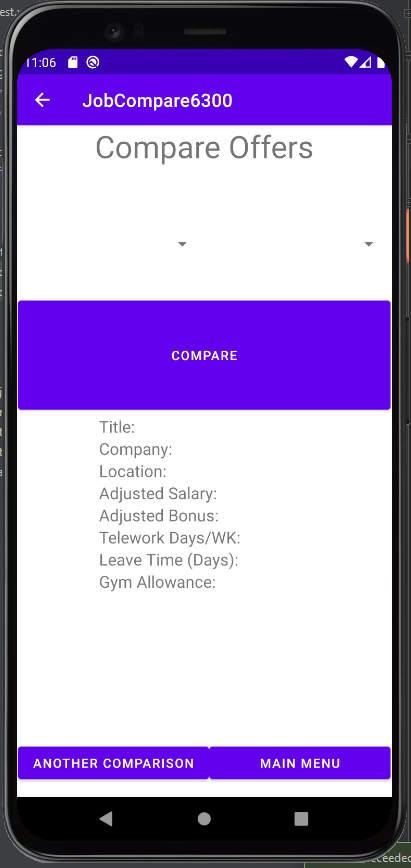 11:06
JobCompare6300
Compare Offers
COMPARE
Title:
Company:
Location:
Adjusted Salary:
Adjusted Bonus:
Telework Days/WK:
Leave Time (Days):
Gym Allowance:
ANOTHER COMPARISON
MAIN MENU